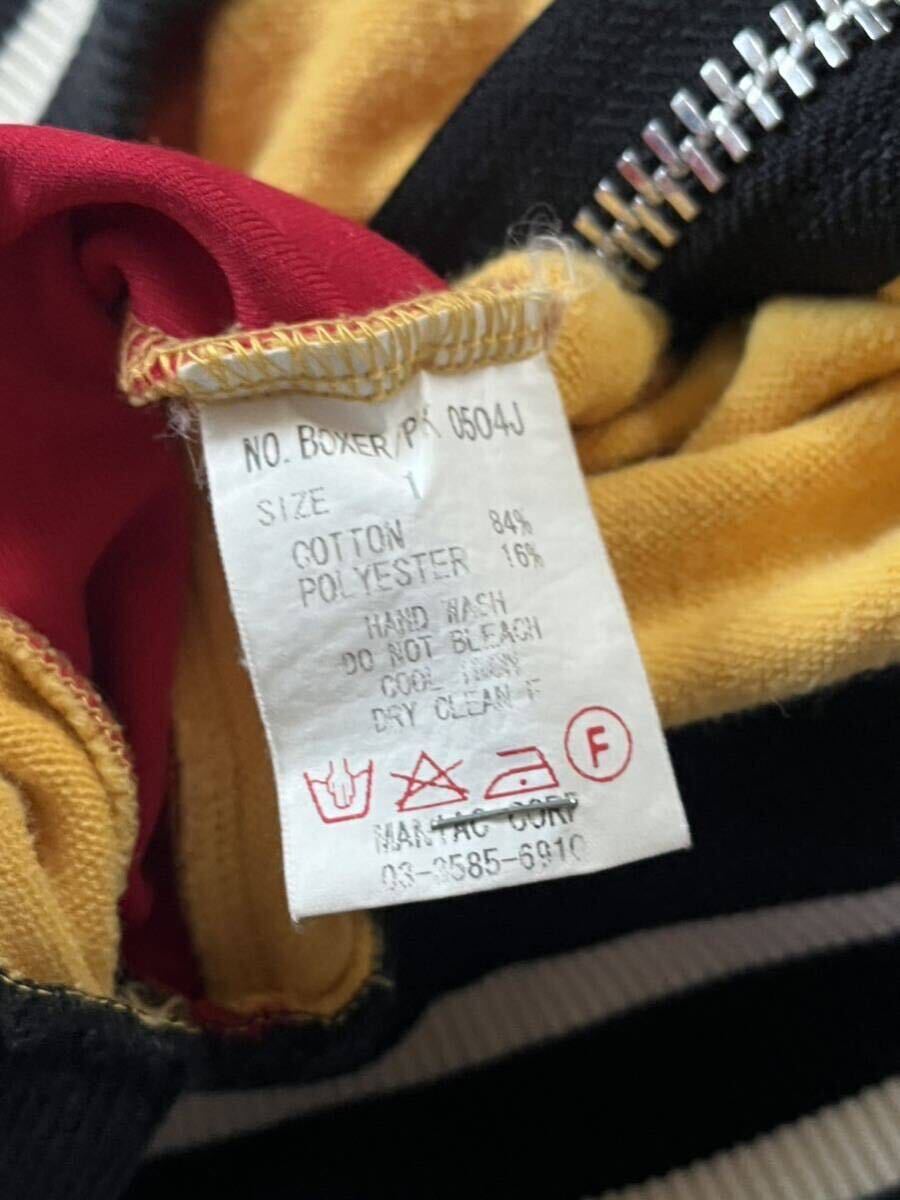 NO. BOXER/PK 0504J
SIZE 1
COTTON 84%
POLYESTER 16%
HAND WASH
DO NOT BLEACH
COOL IRON
DRY CLEAN F
F
MANTAC CORP
03-3585-6910